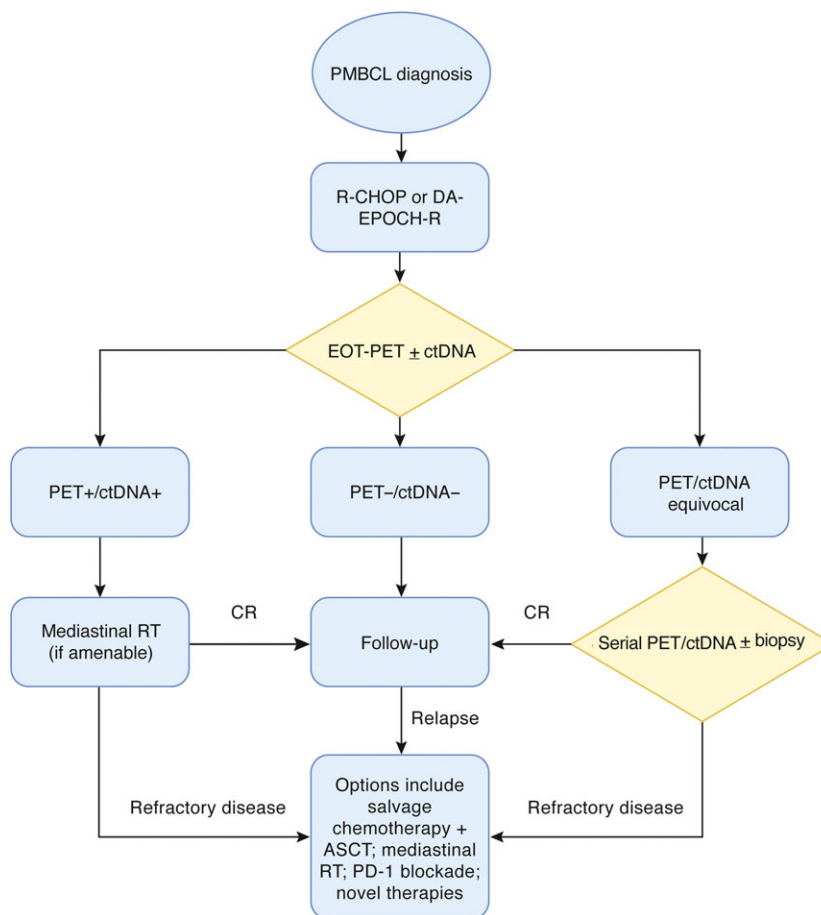 PMBCL diagnosis
R-CHOP or DA-
EPOCH-R
EOT-PET ± ctDNA
PET+/ctDNA+
PET–/ctDNA–
PET/ctDNA
equivocal
Mediastinal RT
(if amenable)
CR
Follow-up
CR
Serial PET/ctDNA ± biopsy
Relapse
Refractory disease
Options include
salvage
chemotherapy +
ASCT; mediastinal
RT; PD-1 blockade;
novel therapies
Refractory disease